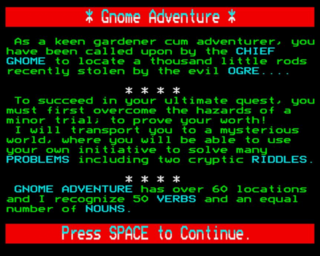 * Gnome Adventure *
As a keen gardener cum adventurer, you
have been called upon by the CHIEF
GNOME to locate a thousand little rods
recently stolen by the evil OGRE....
* * * *
To succeed in your ultimate quest, you
must first overcome the hazards of a
minor trial; to prove your worth!
I will transport you to a mysterious
world, where you will be able to use
your own initiative to solve many
PROBLEMS including two cryptic RIDDLES.
* * * *
GNOME ADVENTURE has over 60 locations
and I recognize 50 VERBS and an equal
number of NOUNS.
Press SPACE to Continue.